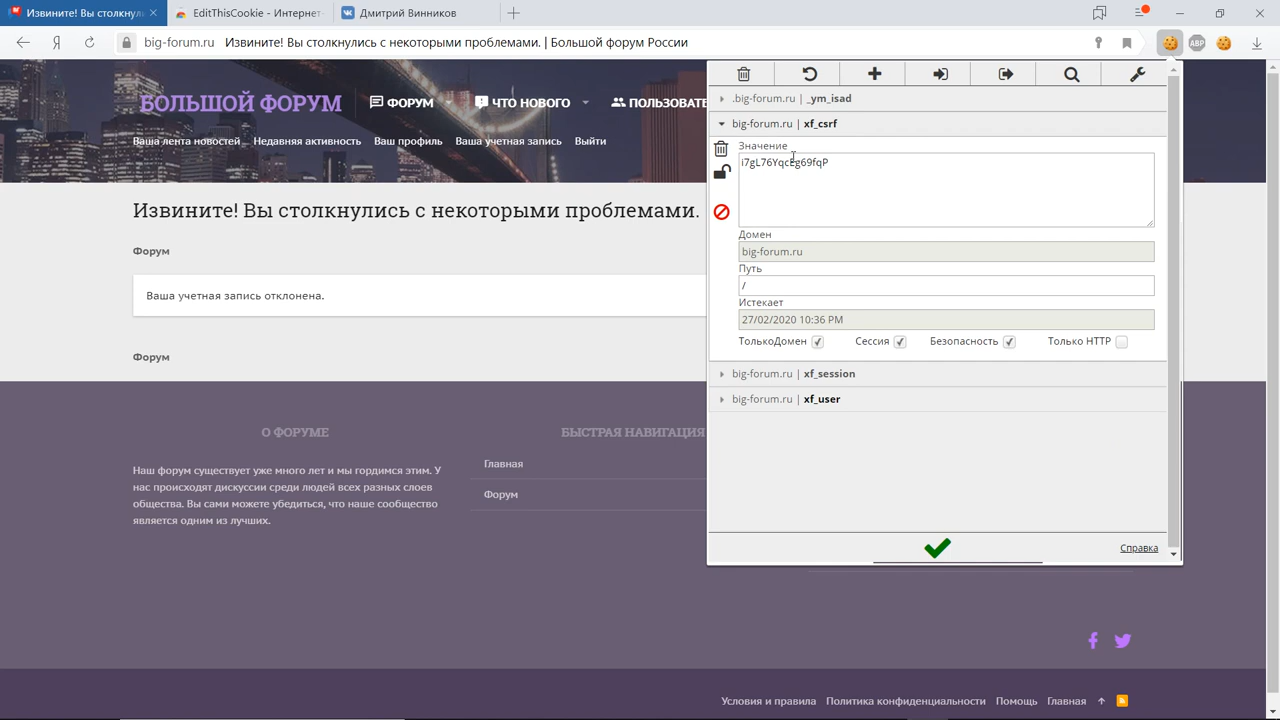 Извините! Вы столкнул
EditThisCookie - Интернет-
Дмитрий Винников
Я
big-forum.ru
Извините! Вы столкнулись с некоторыми проблемами. | Большой форум России
ABP
БОЛЬШОЙ ФОРУМ
ФОРУМ
ЧТО НОВОГО
ПОЛЬЗОВАТЕ
Ваша лента новостей
Недавняя активность
Ваш профиль
Ваша учетная запись
Выйти
Извините! Вы столкнулись с некоторыми проблемами.
Форум
Ваша учетная запись отклонена.
Форум
.big-forum.ru | _ym_isad
big-forum.ru | xf_csrf
Значение
Домен
big-forum.ru
Путь
/
Истекает
27/02/2020 10:36 PM
ТолькоДомен
Сессия
Безопасность
Только HTTP
big-forum.ru | xf_session
big-forum.ru | xf_user
Справка
О ФОРУМЕ
Наш форум существует уже много лет и мы гордимся этим. У
нас происходят дискуссии среди людей всех разных слоев
общества. Вы сами можете убедиться, что наше сообщество
является одним из лучших.
БЫСТРАЯ НАВИГАЦИЯ
Главная
Форум
Условия и правила
Политика конфиденциальности
Помощь
Главная